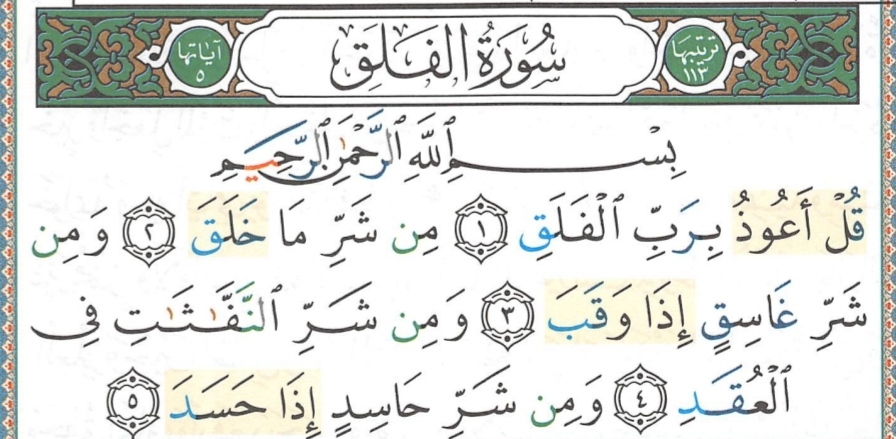 ترتيبها ١١٣ سُورَةُ الفَلَقِ آياتها ٥
بِسْمِ ٱللَّهِ ٱلرَّحْمَٰنِ ٱلرَّحِيمِ
قُلْ أَعُوذُ بِرَبِّ ٱلْفَلَقِ ١ مِن شَرِّ مَا خَلَقَ ٢ وَمِن
شَرِّ غَاسِقٍ إِذَا وَقَبَ ٣ وَمِن شَرِّ ٱلنَّفَّٰثَٰتِ فِى
ٱلْعُقَدِ ٤ وَمِن شَرِّ حَاسِدٍ إِذَا حَسَدَ ٥